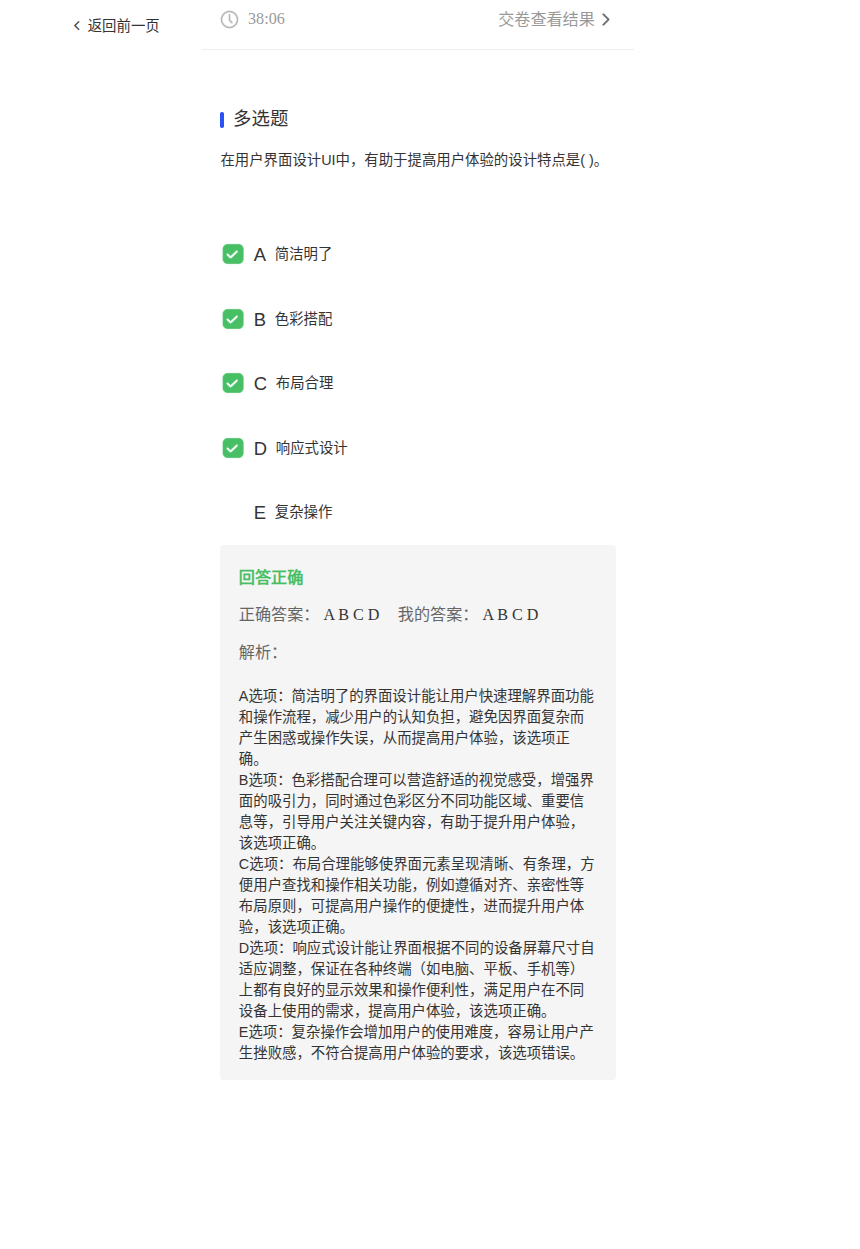 返回前一页
38:06
交卷查看结果
多选题
在用户界面设计UI中，有助于提高用户体验的设计特点是( )。
A 简洁明了
B 色彩搭配
C 布局合理
D 响应式设计
E 复杂操作
回答正确
正确答案： A B C D 我的答案： A B C D
解析：
A选项：简洁明了的界面设计能让用户快速理解界面功能
和操作流程，减少用户的认知负担，避免因界面复杂而
产生困惑或操作失误，从而提高用户体验，该选项正
确。
B选项：色彩搭配合理可以营造舒适的视觉感受，增强界
面的吸引力，同时通过色彩区分不同功能区域、重要信
息等，引导用户关注关键内容，有助于提升用户体验，
该选项正确。
C选项：布局合理能够使界面元素呈现清晰、有条理，方
便用户查找和操作相关功能，例如遵循对齐、亲密性等
布局原则，可提高用户操作的便捷性，进而提升用户体
验，该选项正确。
D选项：响应式设计能让界面根据不同的设备屏幕尺寸自
适应调整，保证在各种终端（如电脑、平板、手机等）
上都有良好的显示效果和操作便利性，满足用户在不同
设备上使用的需求，提高用户体验，该选项正确。
E选项：复杂操作会增加用户的使用难度，容易让用户产
生挫败感，不符合提高用户体验的要求，该选项错误。